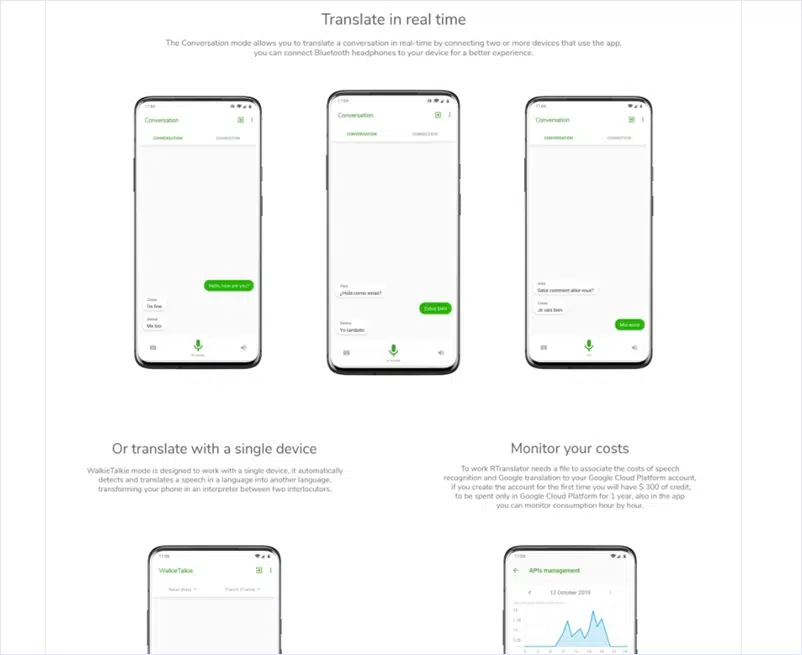 Translate in real time
The Conversation mode allows you to translate a conversation in real-time by connecting two or more devices that use the app,
you can connect Bluetooth headphones to your device for a better experience.
17:04
Conversation
CONVERSATION
CONNECTION
Hello, how are you?
I'm fine
Me too
17:04
Conversation
CONVERSATION
CONNECTION
¿Hola como estas?
Estoy bien
Yo también
17:04
Conversation
CONVERSATION
CONNECTION
Salut comment allez-vous?
Je vais bien
Moi aussi
Or translate with a single device
WalkieTalkie mode is designed to work with a single device, it automatically
detects and translates a speech in a language into another language,
transforming your phone in an interpreter between two interlocutors.
Monitor your costs
To work RTranslator needs a file to associate the costs of speech
recognition and Google translation to your Google Cloud Platform account,
if you create the account for the first time you will have $ 300 of credit,
to be spent only in Google Cloud Platform for 1 year, also in the app
you can monitor consumption hour by hour.
WalkieTalkie
APIs management
12 October 2019